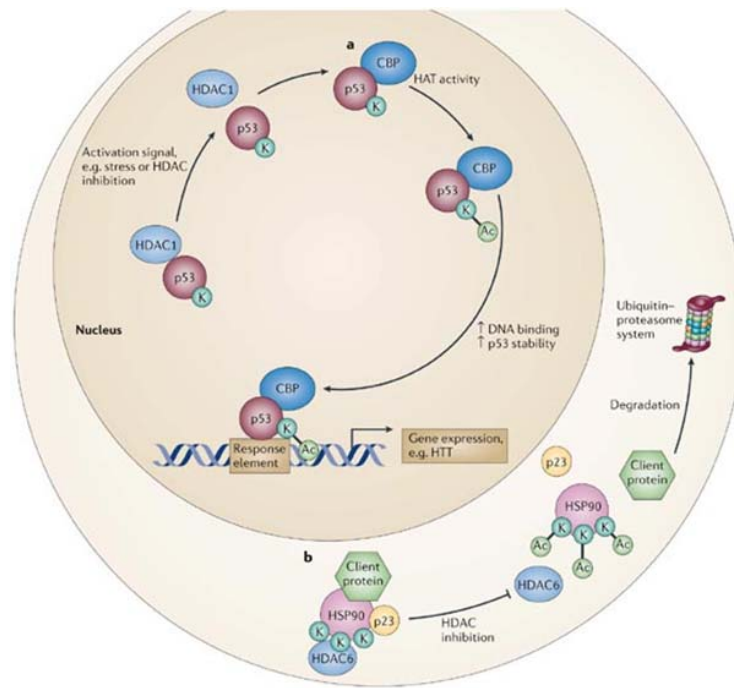 a
CBP
p53
K
HAT activity
HDAC1
p53
K
Activation signal,
e.g. stress or HDAC
inhibition
CBP
p53
K
Ac
HDAC1
p53
K
Nucleus
↑ DNA binding
↑ p53 stability
CBP
p53
K
Ac
Response
element
Gene expression,
e.g. HTT
Ubiquitin–
proteasome
system
Degradation
p23
Client
protein
HSP90
K
K
K
Ac
Ac
Ac
HDAC6
b
Client
protein
HSP90
p23
K
K
K
HDAC6
HDAC
inhibition